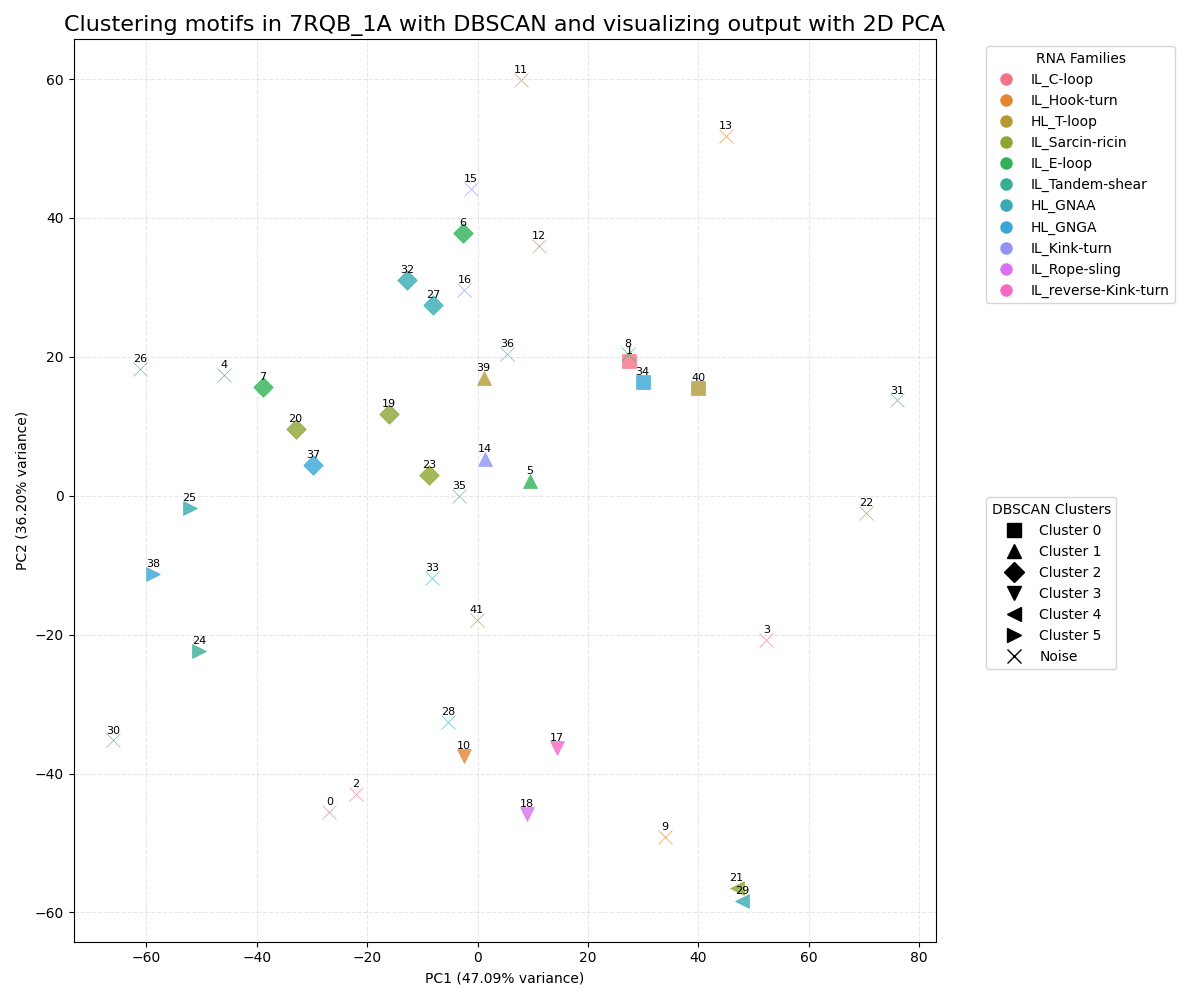 Clustering motifs in 7RQB_1A with DBSCAN and visualizing output with 2D PCA
PC2 (36.20% variance)
60
40
20
0
−20
−40
−60
11
13
15
6
12
32
16
27
36
8
1
26
4
7
39
34
40
31
19
20
37
23
14
5
35
25
22
38
33
41
24
3
28
30
10
17
2
0
18
9
21
29
−60
−40
−20
0
20
40
60
80
PC1 (47.09% variance)
RNA Families
IL_C-loop
IL_Hook-turn
HL_T-loop
IL_Sarcin-ricin
IL_E-loop
IL_Tandem-shear
HL_GNAA
HL_GNGA
IL_Kink-turn
IL_Rope-sling
IL_reverse-Kink-turn
DBSCAN Clusters
Cluster 0
Cluster 1
Cluster 2
Cluster 3
Cluster 4
Cluster 5
Noise